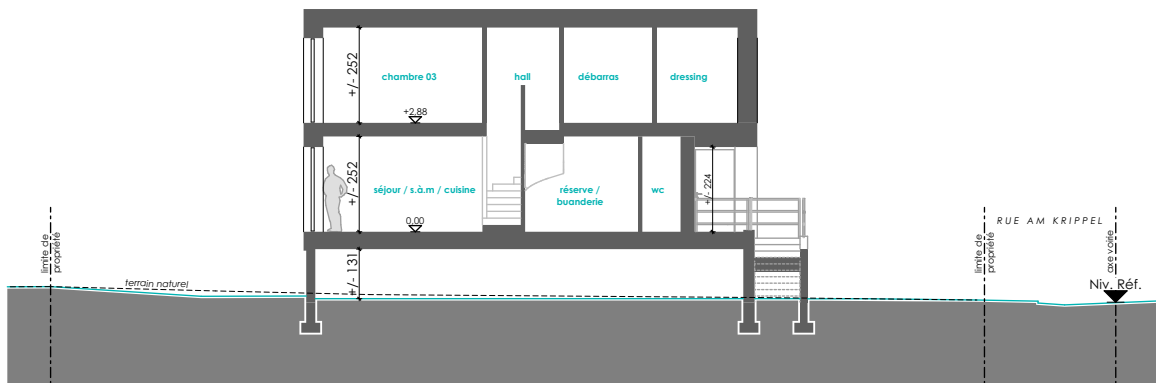 +/- 252
chambre 03
hall
débarras
dressing
+2.88
+/- 252
séjour / s.à.m / cuisine
réserve /
buanderie
wc
+/- 224
0.00
RUE AM KRIPPEL
limite de
propriété
+/- 131
limite de
propriété
axe voirie
terrain naturel
Niv. Réf.